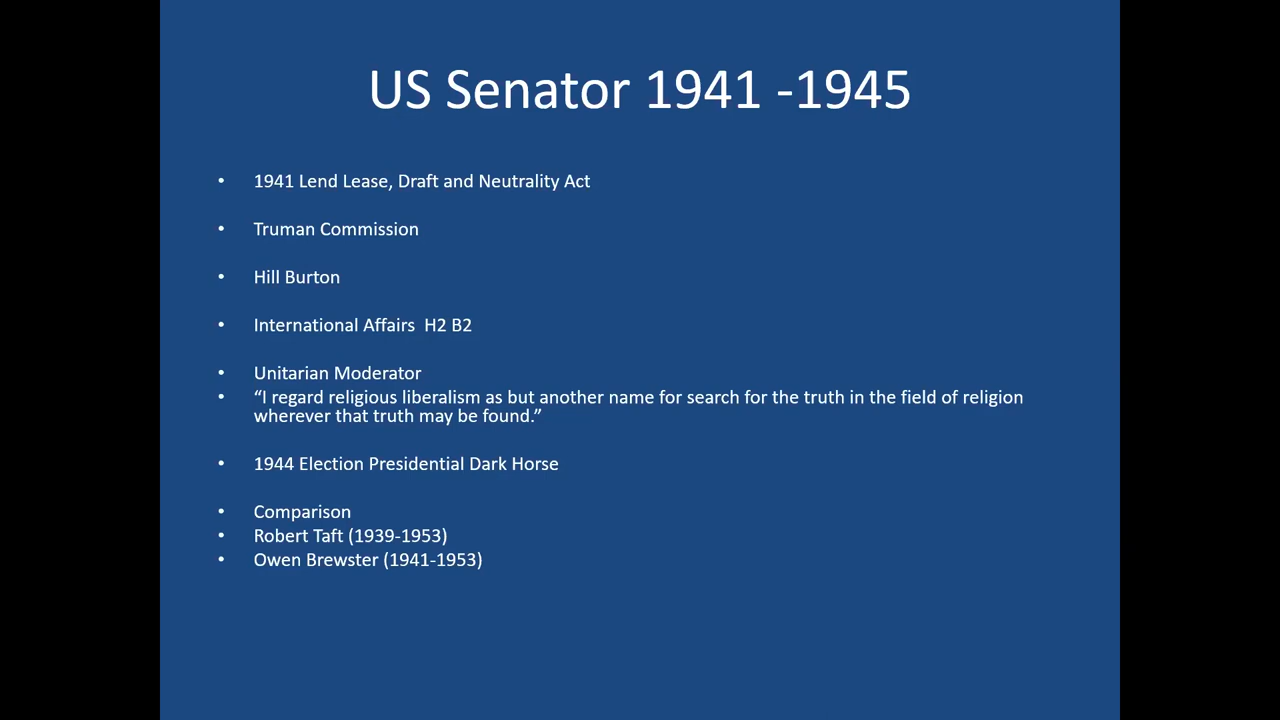 US Senator 1941 -1945
• 1941 Lend Lease, Draft and Neutrality Act
• Truman Commission
• Hill Burton
• International Affairs  H2 B2
• Unitarian Moderator
• “I regard religious liberalism as but another name for search for the truth in the field of religion
wherever that truth may be found.”
• 1944 Election Presidential Dark Horse
• Comparison
• Robert Taft (1939-1953)
• Owen Brewster (1941-1953)